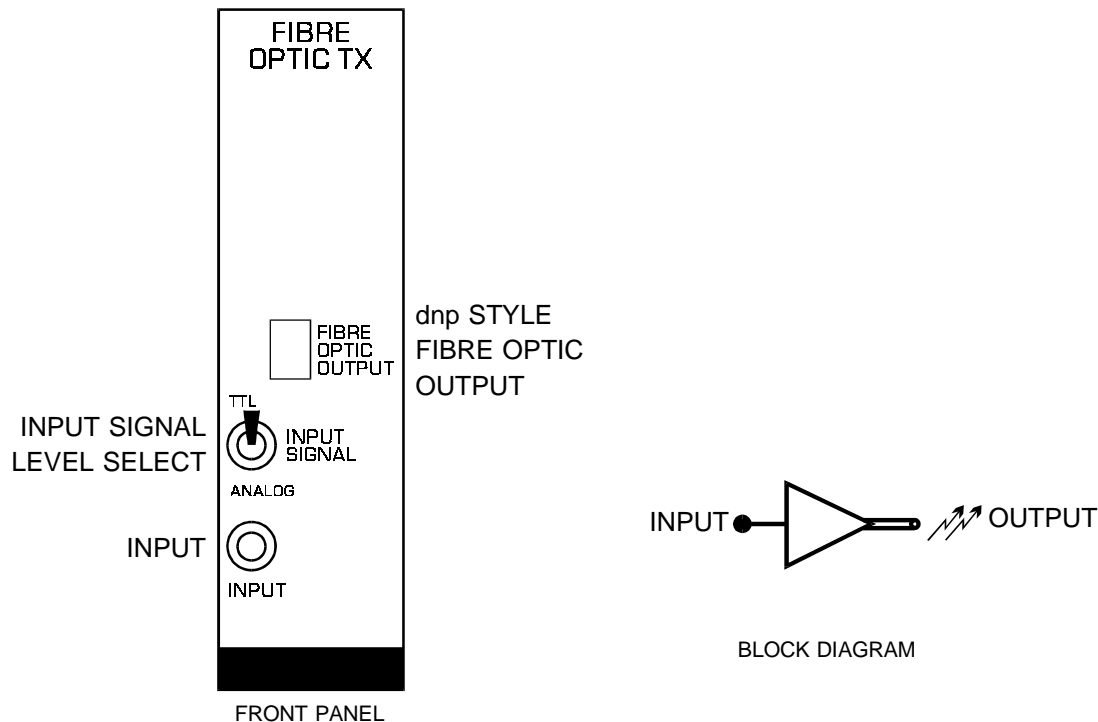 FIBRE
OPTIC TX
FIBRE
OPTIC
OUTPUT
dnp STYLE
FIBRE OPTIC
OUTPUT
TTL
INPUT SIGNAL
LEVEL SELECT
INPUT
SIGNAL
ANALOG
INPUT
INPUT
INPUT
OUTPUT
BLOCK DIAGRAM
FRONT PANEL